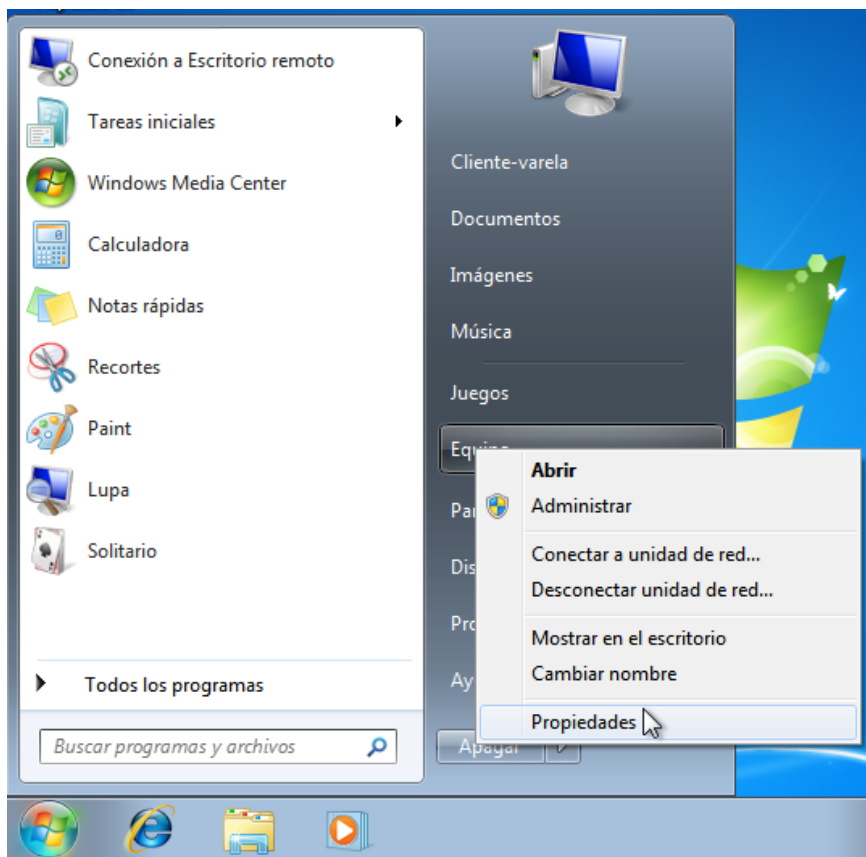 Conexión a Escritorio remoto
Tareas iniciales
Windows Media Center
Calculadora
Notas rápidas
Recortes
Paint
Lupa
Solitario
Todos los programas
Buscar programas y archivos
Cliente-varela
Documentos
Imágenes
Música
Juegos
Equipo
Abrir
Administrar
Conectar a unidad de red...
Desconectar unidad de red...
Mostrar en el escritorio
Cambiar nombre
Propiedades
Apagar